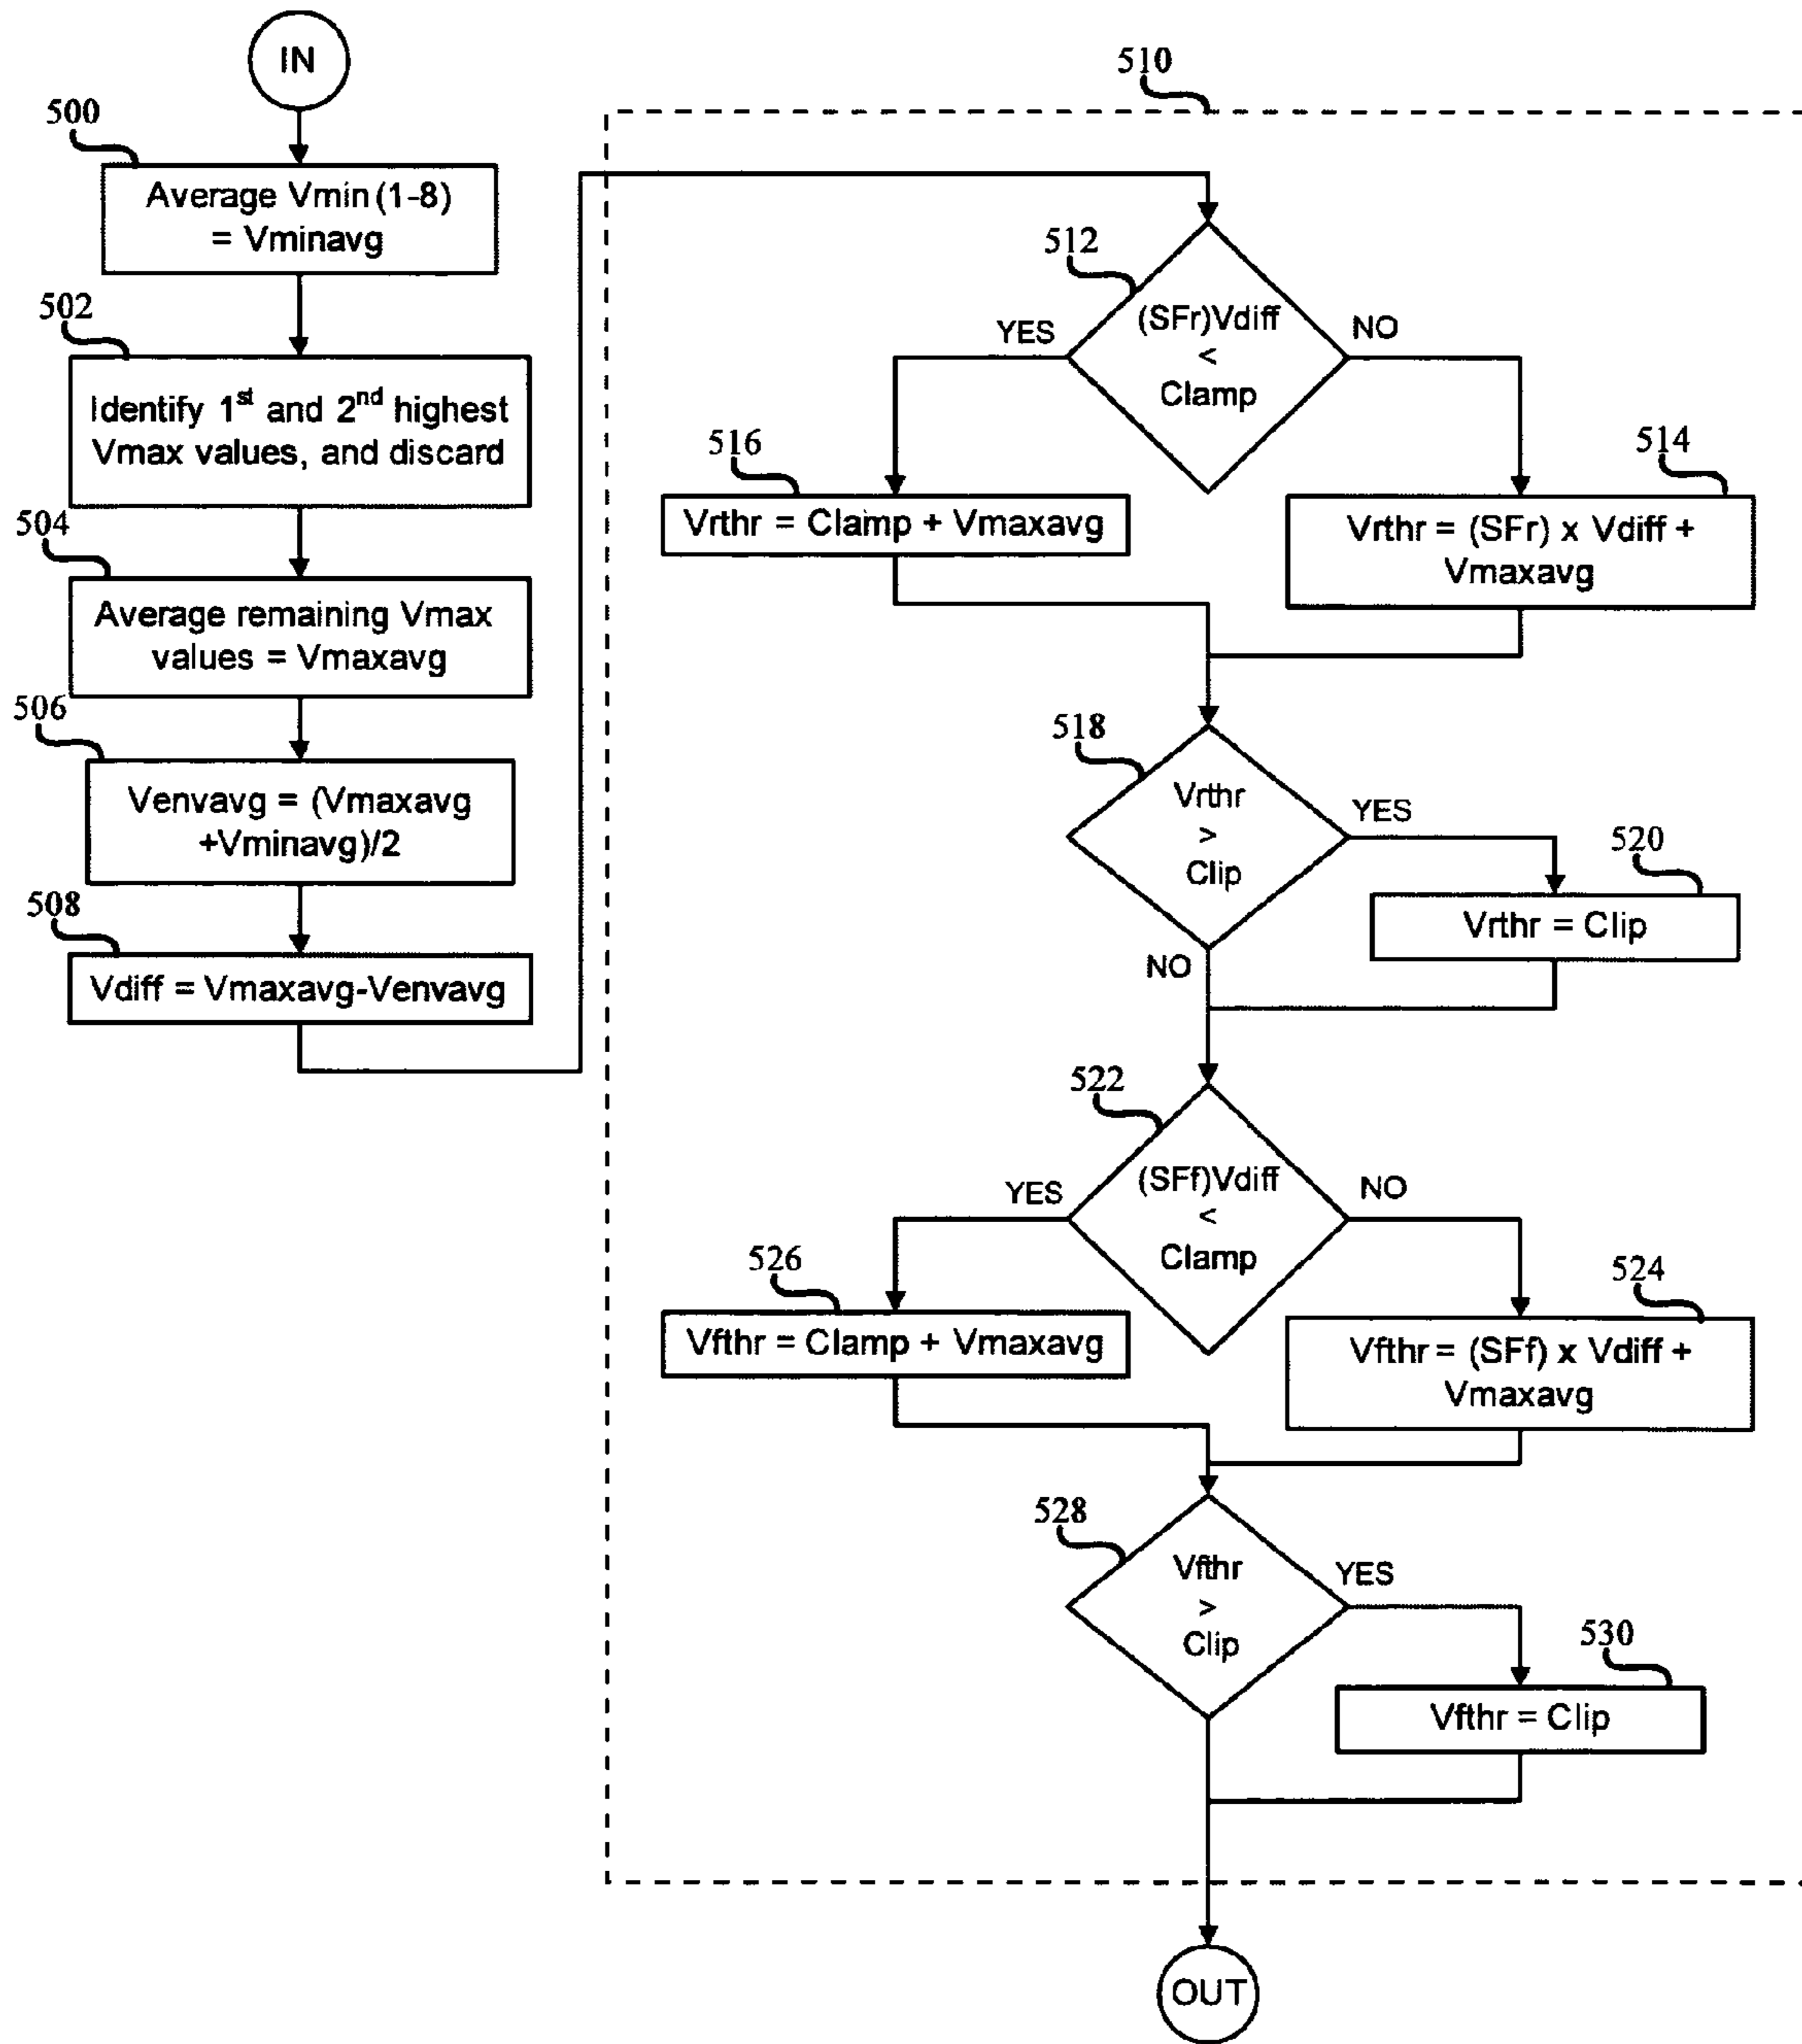 IN
500
Average Vmin (1-8)
= Vminavg
502
Identify 1st and 2nd highest
Vmax values, and discard
504
Average remaining Vmax
values = Vmaxavg
506
Venvavg = (Vmaxavg
+Vminavg)/2
508
Vdiff = Vmaxavg-Venvavg
510
512
(SFr)Vdiff
<
Clamp
YES
NO
516
Vrthr = Clamp + Vmaxavg
514
Vrthr = (SFr) x Vdiff +
Vmaxavg
518
Vrthr
>
Clip
YES
NO
520
Vrthr = Clip
522
(SFf)Vdiff
<
Clamp
YES
NO
526
Vfthr = Clamp + Vmaxavg
524
Vfthr = (SFf) x Vdiff +
Vmaxavg
528
Vfthr
>
Clip
YES
530
Vfthr = Clip
OUT